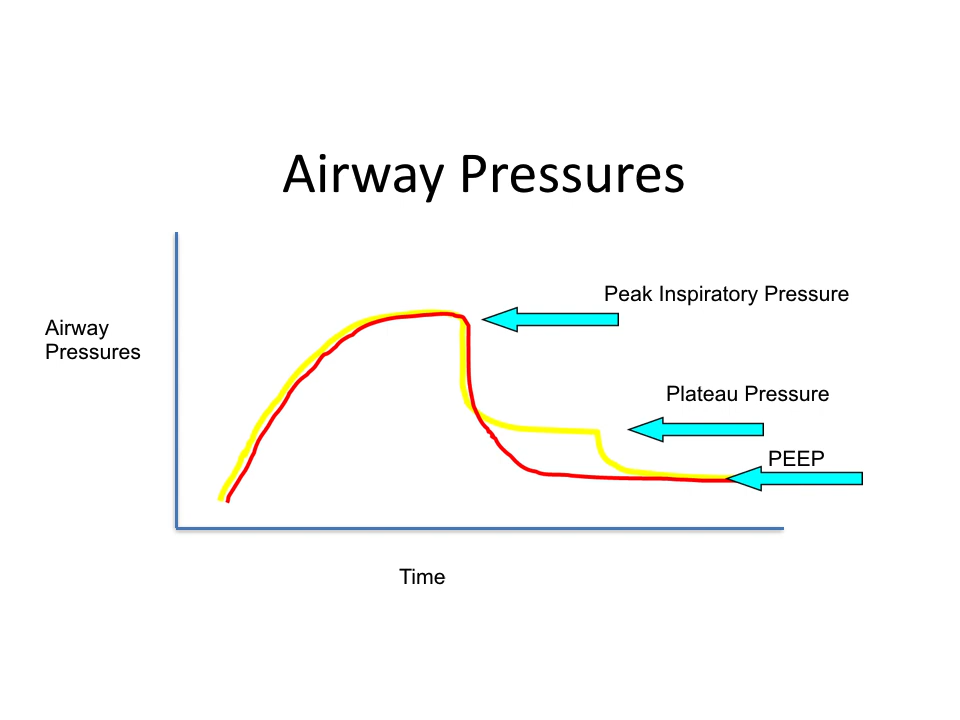 Airway Pressures
Peak Inspiratory Pressure
Airway
Pressures
Plateau Pressure
PEEP
Time